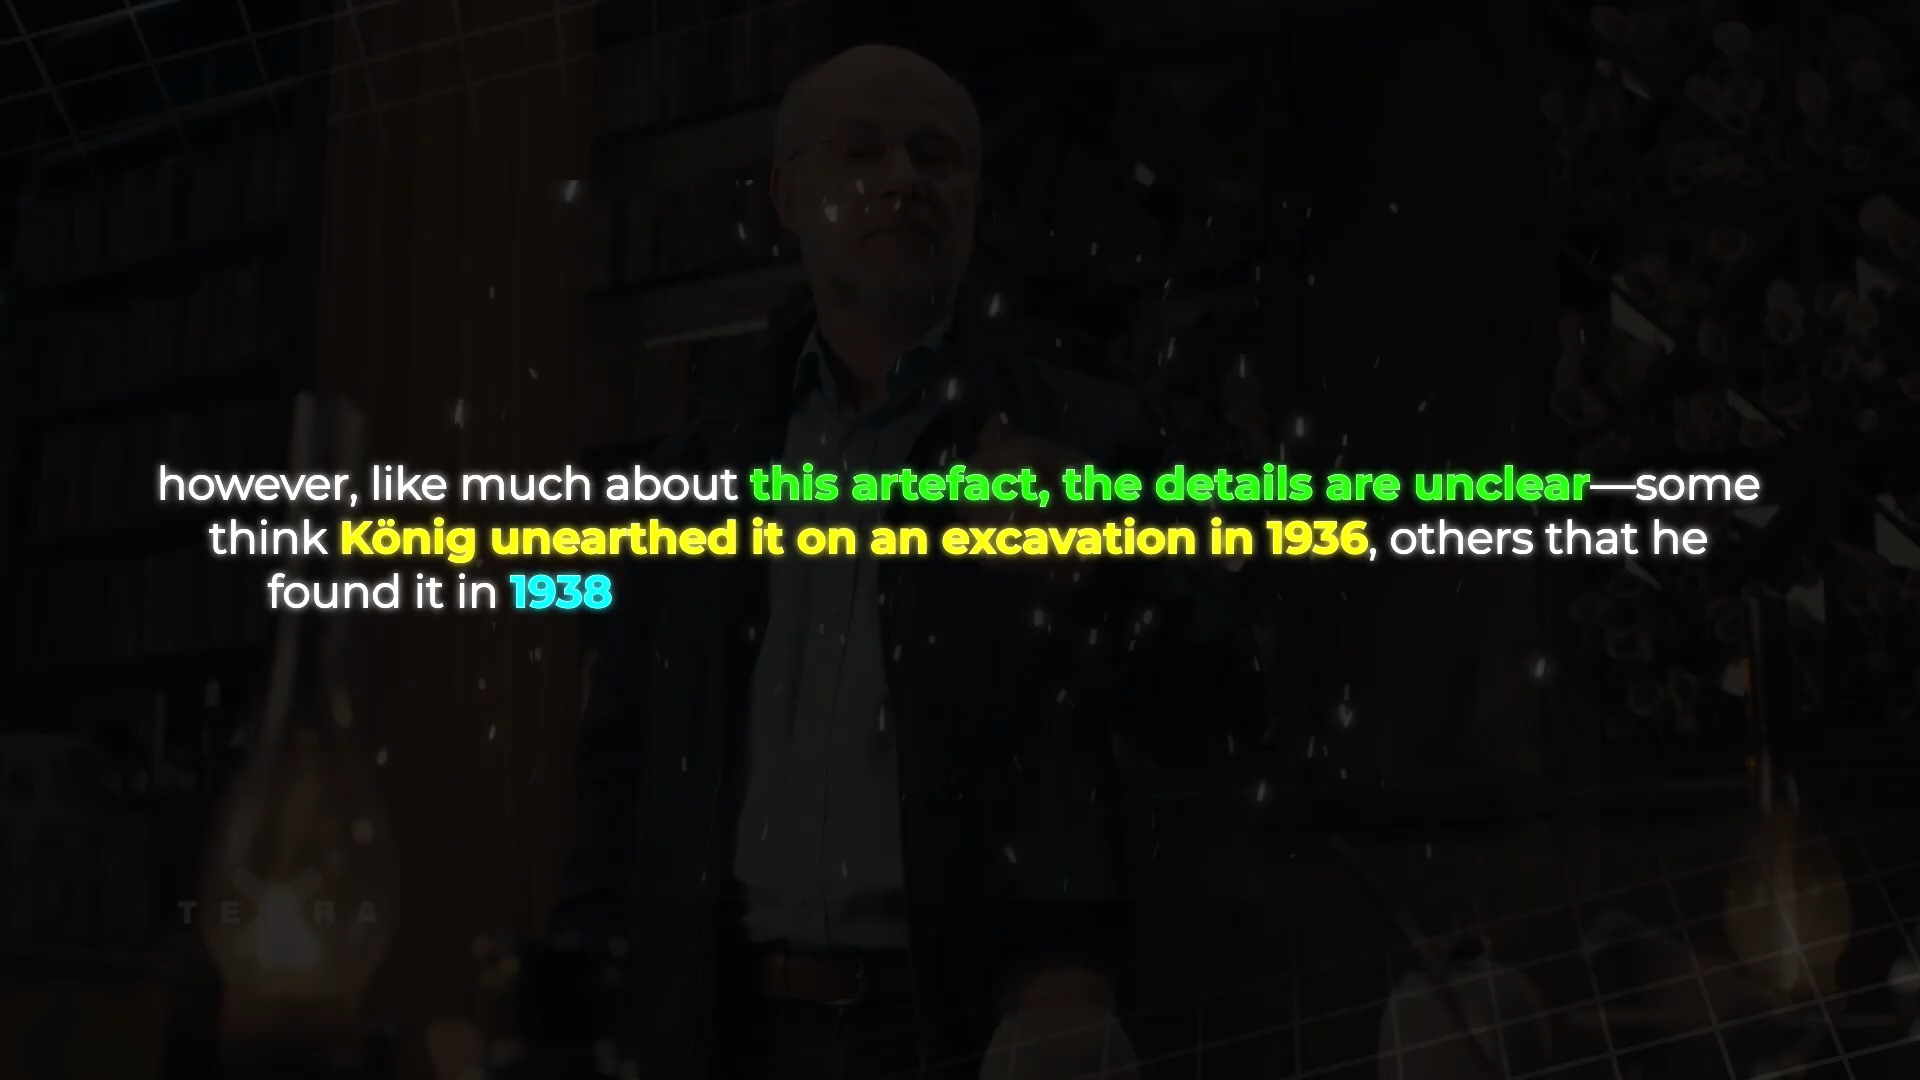 however, like much about this artefact, the details are unclear—some
think König unearthed it on an excavation in 1936, others that he
found it in 1938
TERRA